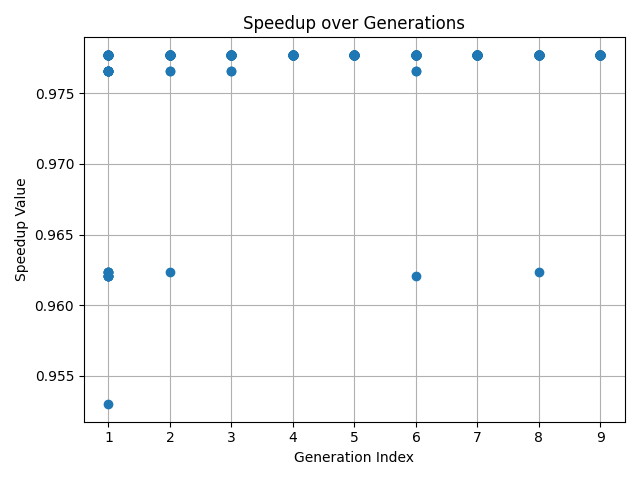 Speedup over Generations
Speedup Value
0.975
0.970
0.965
0.960
0.955
1 2 3 4 5 6 7 8 9
Generation Index